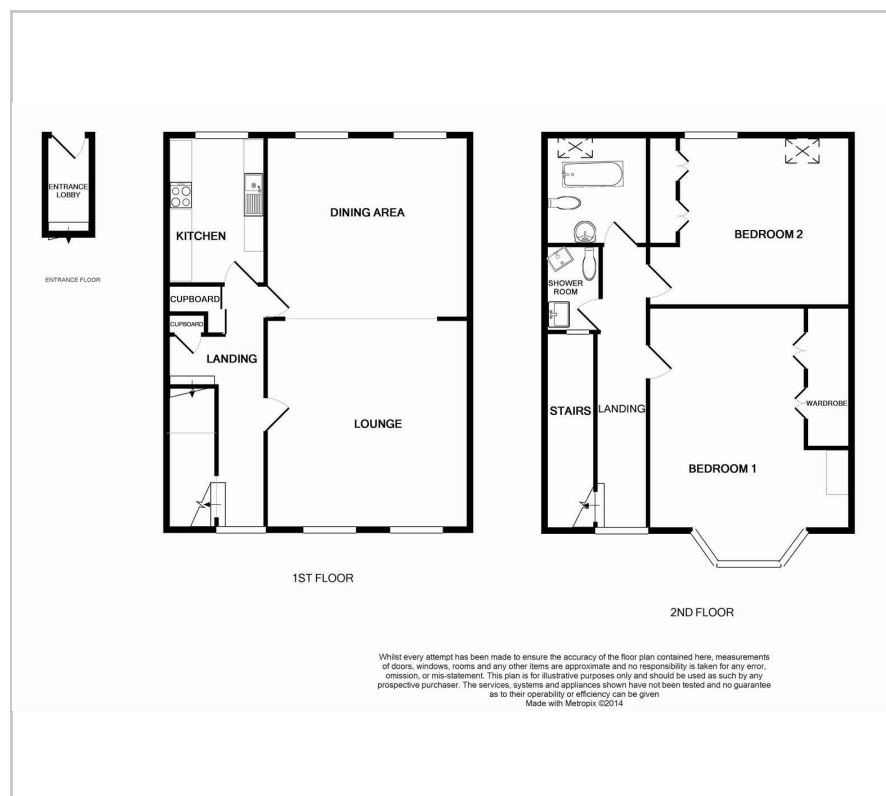 ENTRANCE
LOBBY
ENTRANCE FLOOR
KITCHEN
DINING AREA
CUPBOARD
CUPBOARD
LANDING
LOUNGE
1ST FLOOR
BEDROOM 2
SHOWER
ROOM
STAIRS
LANDING
WARDROBE
BEDROOM 1
2ND FLOOR
Whilst every attempt has been made to ensure the accuracy of the floor plan contained here, measurements
of doors, windows, rooms and any other items are approximate and no responsibility is taken for any error,
omission, or mis-statement. This plan is for illustrative purposes only and should be used as such by any
prospective purchaser. The services, systems and appliances shown have not been tested and no guarantee
as to their operability or efficiency can be given
Made with Metropix ©2014